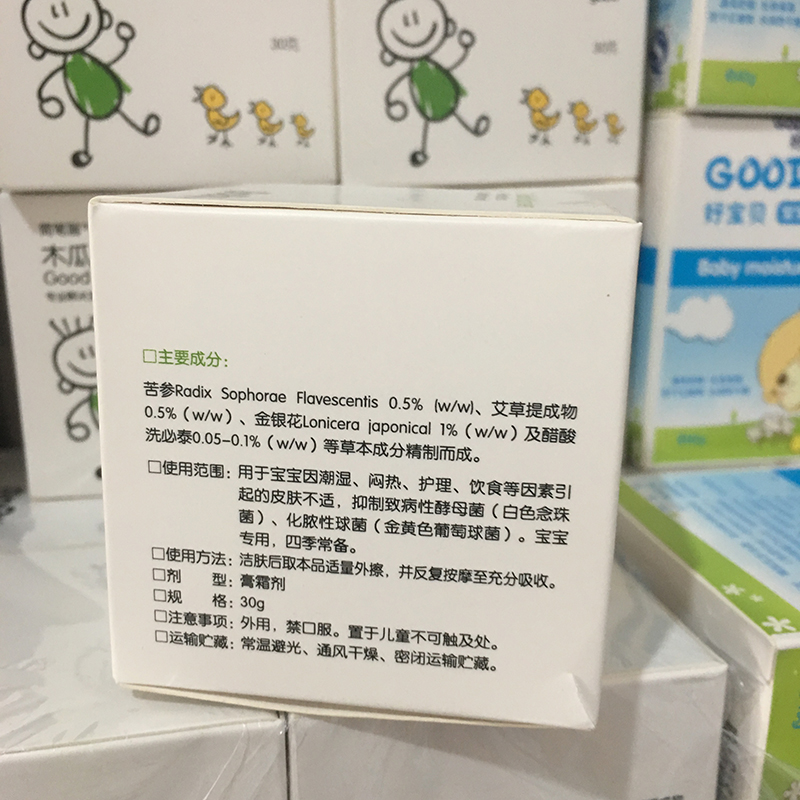 30克
30克
GOOD
好宝贝
木瓜
Good
Baby moistu
□主要成分：
苦参Radix Sophorae Flavescentis 0.5% (w/w)、艾草提成物
0.5%（w/w）、金银花Lonicera japonical 1%（w/w）及醋酸
洗必泰0.05-0.1%（w/w）等草本成分精制而成。
□使用范围：用于宝宝因潮湿、闷热、护理、饮食等因素引
起的皮肤不适，抑制致病性酵母菌（白色念珠
菌）、化脓性球菌（金黄色葡萄球菌）。宝宝
专用，四季常备。
□使用方法：洁肤后取本品适量外擦，并反复按摩至充分吸收。
□剂 型：膏霜剂
□规 格：30g
□注意事项：外用，禁口服。置于儿童不可触及处。
□运输贮藏：常温避光、通风干燥、密闭运输贮藏。